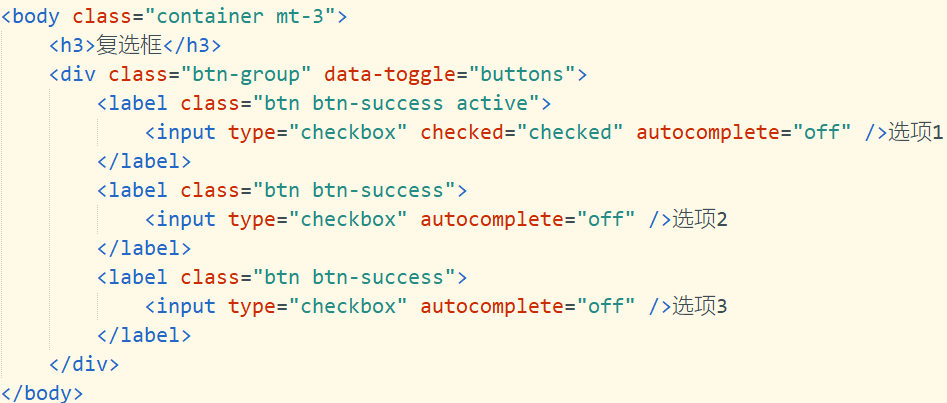 <body class="container mt-3">
    <h3>复选框</h3>
    <div class="btn-group" data-toggle="buttons">
        <label class="btn btn-success active">
            <input type="checkbox" checked="checked" autocomplete="off" />选项1
        </label>
        <label class="btn btn-success">
            <input type="checkbox" autocomplete="off" />选项2
        </label>
        <label class="btn btn-success">
            <input type="checkbox" autocomplete="off" />选项3
        </label>
    </div>
</body>